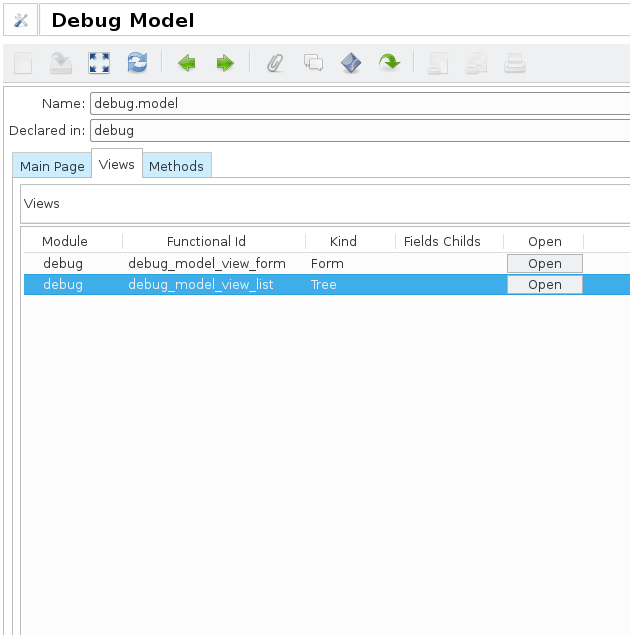 Debug Model
Name: debug.model
Declared in: debug
Main Page Views Methods
Views
Module Functional Id Kind Fields Childs Open
debug debug_model_view_form Form Open
debug debug_model_view_list Tree Open